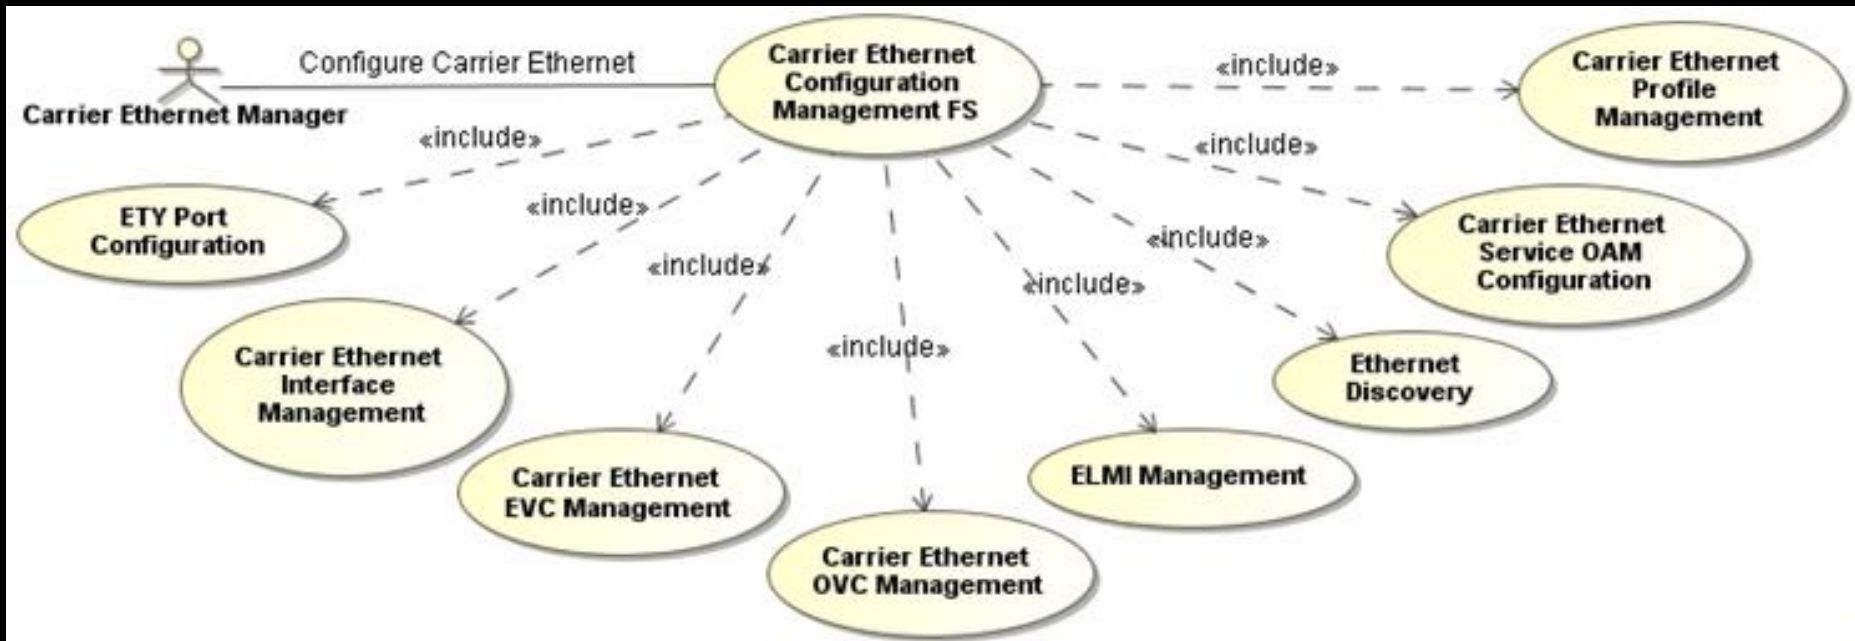 Configure Carrier Ethernet
Carrier Ethernet Manager
Carrier Ethernet
Configuration
Management FS
«include»
Carrier Ethernet
Profile
Management
«include»
ETY Port
Configuration
«include»
Carrier Ethernet
Interface
Management
«include»
Carrier Ethernet
EVC Management
«include»
Carrier Ethernet
OVC Management
«include»
ELMI Management
«include»
Ethernet
Discovery
«include»
Carrier Ethernet
Service OAM
Configuration